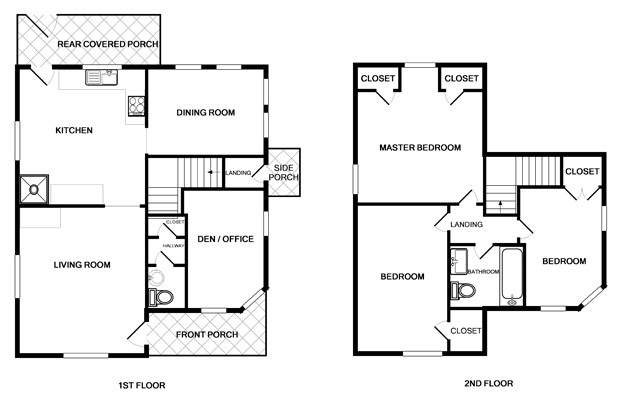 REAR COVERED PORCH
KITCHEN
DINING ROOM
LANDING
SIDE
PORCH
CLOSET
HALLWAY
DEN / OFFICE
LIVING ROOM
FRONT PORCH
1ST FLOOR
CLOSET
CLOSET
MASTER BEDROOM
CLOSET
LANDING
BATHROOM
BEDROOM
BEDROOM
CLOSET
2ND FLOOR